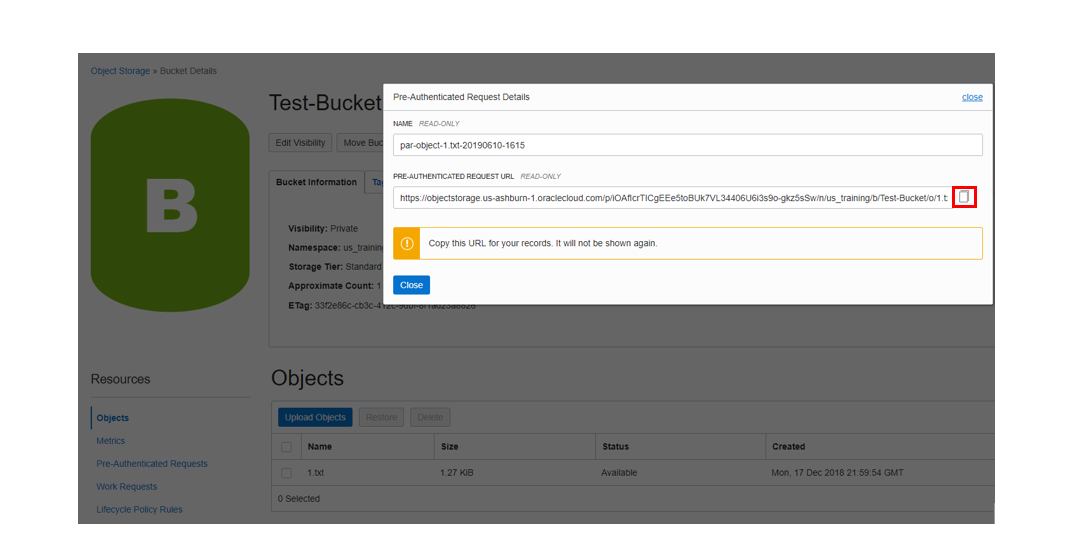 Object Storage » Bucket Details
B
Test-Bucket
Edit Visibility
Move Buc
Bucket Information
Ta
Visibility: Private
Namespace: us_training
Storage Tier: Standard
Approximate Count: 1
ETag:
Pre-Authenticated Request Details
close
NAME READ-ONLY
par-object-1.txt-20190610-1615
PRE-AUTHENTICATED REQUEST URL READ-ONLY
https://objectstorage.us-ashburn-1.oraclecloud.com/p/iOAflcrTICgEEe5toBUk7VL34406U6i3s9o-gkz5sSw/n/us_training/b/Test-Bucket/o/1.t
Copy this URL for your records. It will not be shown again.
Close
Resources
Objects
Metrics
Pre-Authenticated Requests
Work Requests
Lifecycle Policy Rules
Objects
Upload Objects
Restore
Delete
Name
Size
Status
Created
1.txt
1.27 KiB
Available
Mon, 17 Dec 2018 21:59:54 GMT
0 Selected